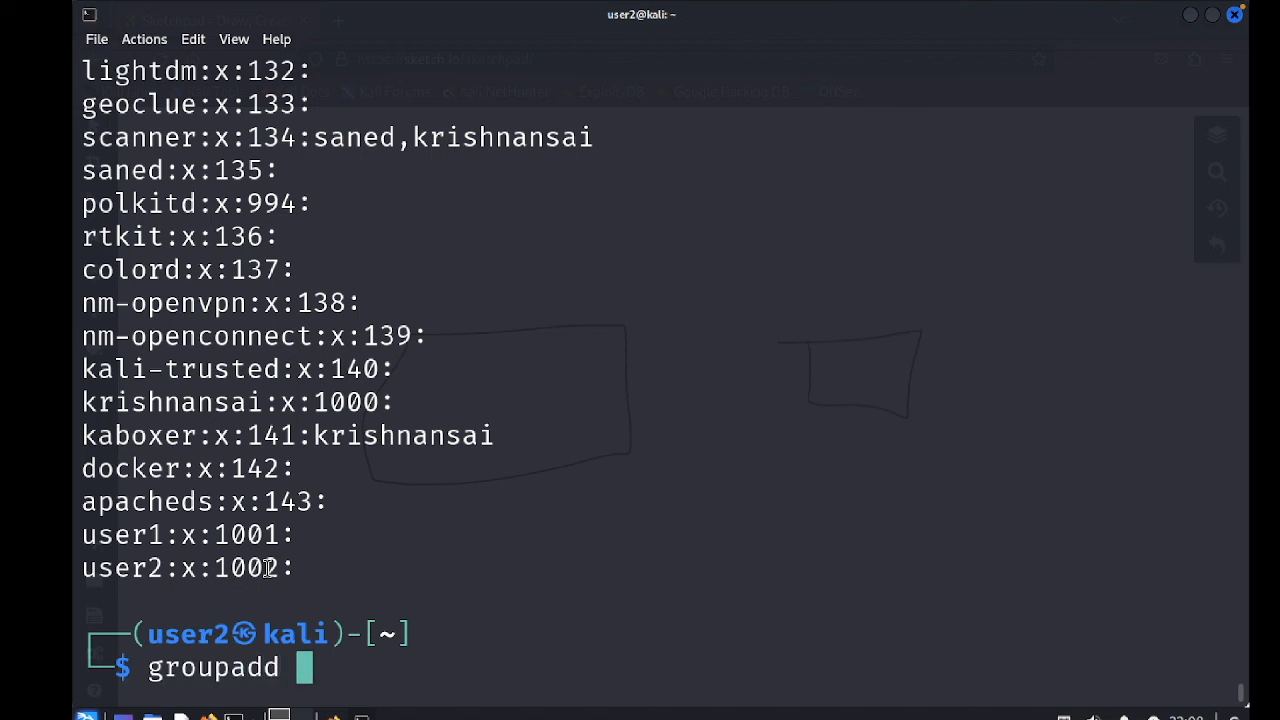 user2@kali: ~
File Actions Edit View Help
lightdm:x:132:
geoclue:x:133:
scanner:x:134:saned,krishnansai
saned:x:135:
polkitd:x:994:
rtkit:x:136:
colord:x:137:
nm-openvpn:x:138:
nm-openconnect:x:139:
kali-trusted:x:140:
krishnansai:x:1000:
kaboxer:x:141:krishnansai
docker:x:142:
apacheds:x:143:
user1:x:1001:
user2:x:1002:
(user2㉿kali)-[~]
$ groupadd